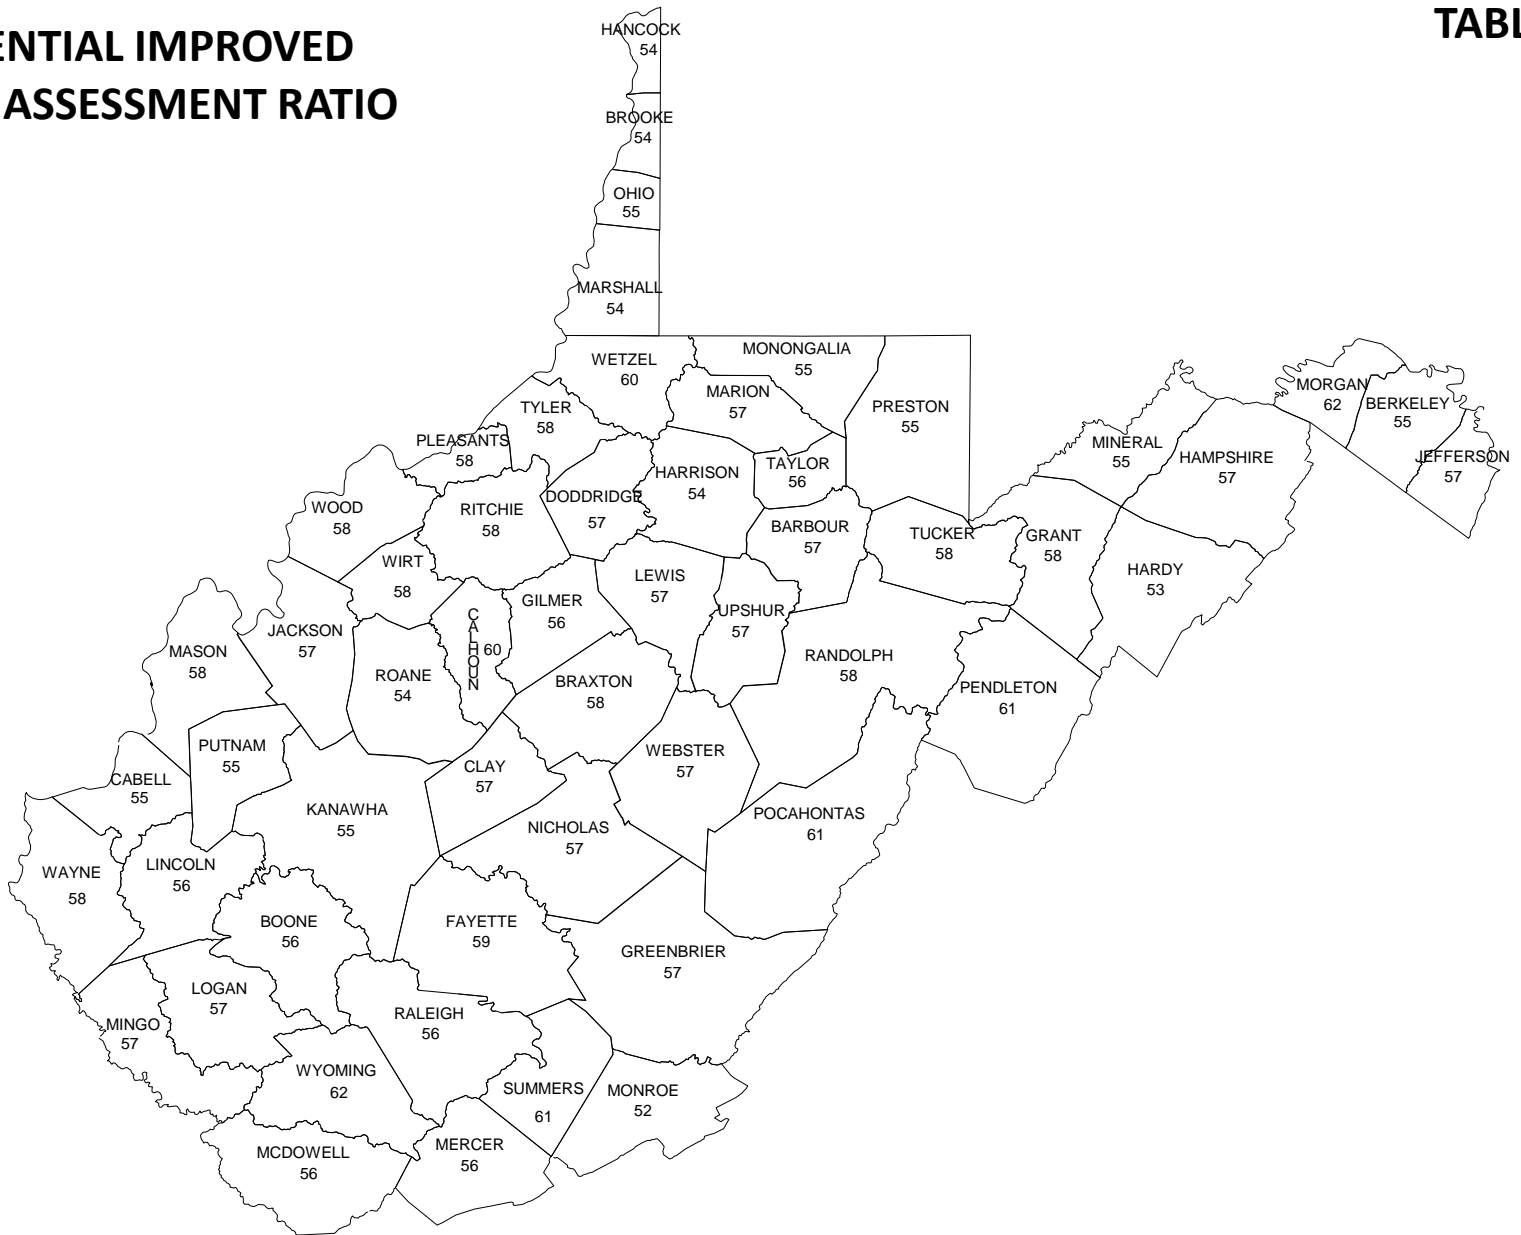 ENTIAL IMPROVED
ASSESSMENT RATIO
TABL
HANCOCK
54
BROOKE
54
OHIO
55
MARSHALL
54
WETZEL
60
MONONGALIA
55
MARION
57
PRESTON
55
TYLER
58
PLEASANTS
58
MORGAN
62
BERKELEY
55
JEFFERSON
57
MINERAL
55
HAMPSHIRE
57
HARRISON
54
TAYLOR
56
DODDRIDGE
57
RITCHIE
58
WOOD
58
BARBOUR
57
TUCKER
58
GRANT
58
HARDY
53
WIRT
58
LEWIS
57
GILMER
56
UPSHUR
57
CALHOUN
60
JACKSON
57
MASON
58
ROANE
54
BRAXTON
58
RANDOLPH
58
PENDLETON
61
PUTNAM
55
CLAY
57
WEBSTER
57
CABELL
55
KANAWHA
55
NICHOLAS
57
POCAHONTAS
61
WAYNE
58
LINCOLN
56
BOONE
56
FAYETTE
59
GREENBRIER
57
LOGAN
57
RALEIGH
56
MINGO
57
WYOMING
62
SUMMERS
61
MONROE
52
MCDOWELL
56
MERCER
56